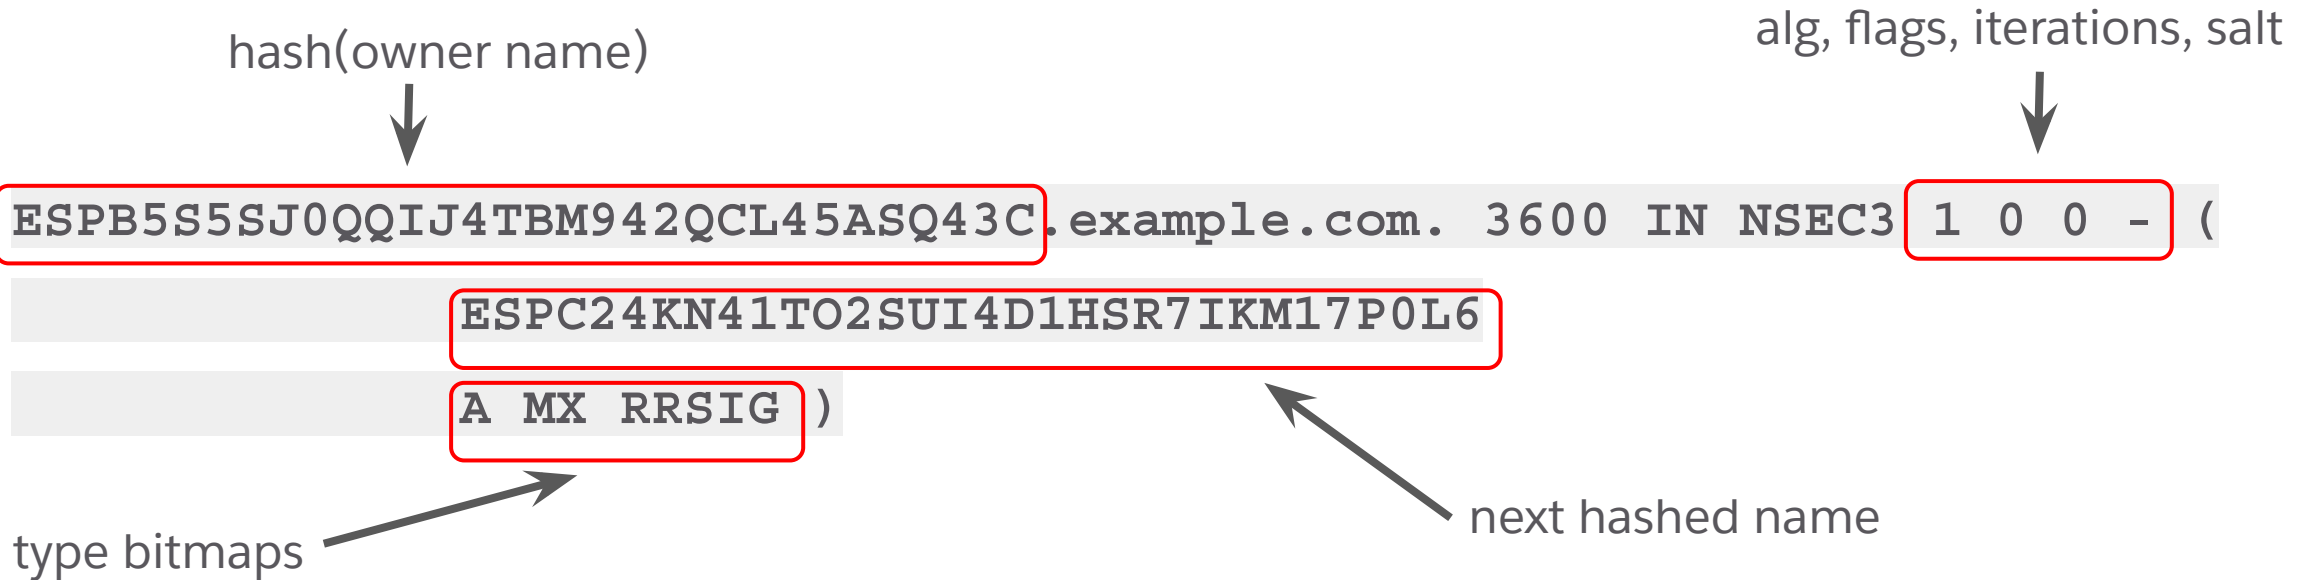 hash(owner name)
alg, flags, iterations, salt
ESPB5S5SJ0QQIJ4TBM942QCL45ASQ43C.example.com. 3600 IN NSEC3 1 0 0 - (
ESPC24KN41TO2SUI4D1HSR7IKM17P0L6
A MX RRSIG )
next hashed name
type bitmaps